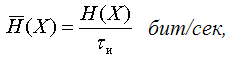 H̅(X) = H(X) / τ_и бит/сек,